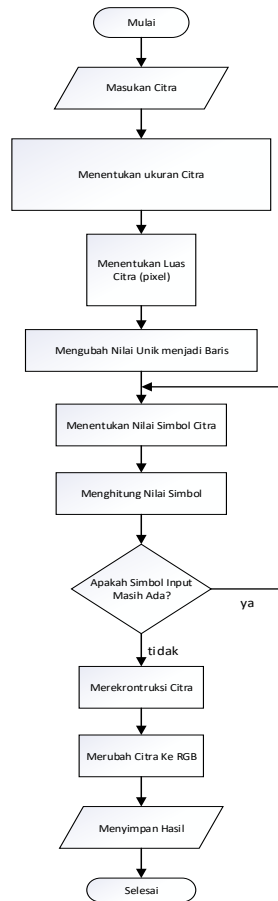 Mulai
Masukan Citra
Menentukan ukuran Citra
Menentukan Luas
Citra (pixel)
Mengubah Nilai Unik menjadi Baris
Menentukan Nilai Simbol Citra
Menghitung Nilai Simbol
Apakah Simbol Input
Masih Ada?
ya
tidak
Merekrontruksi Citra
Merubah Citra Ke RGB
Menyimpan Hasil
Selesai